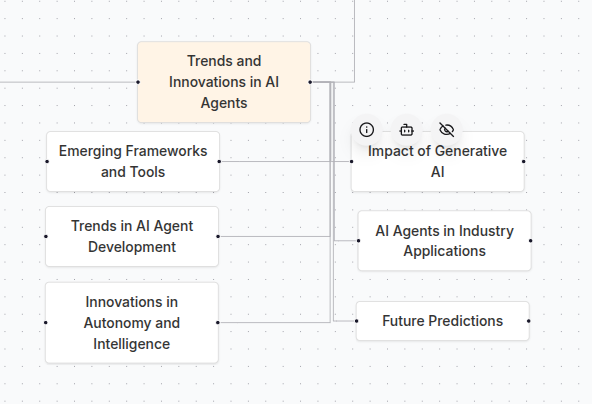 Trends and
Innovations in AI
Agents
Emerging Frameworks
and Tools
Impact of Generative
AI
Trends in AI Agent
Development
AI Agents in Industry
Applications
Innovations in
Autonomy and
Intelligence
Future Predictions